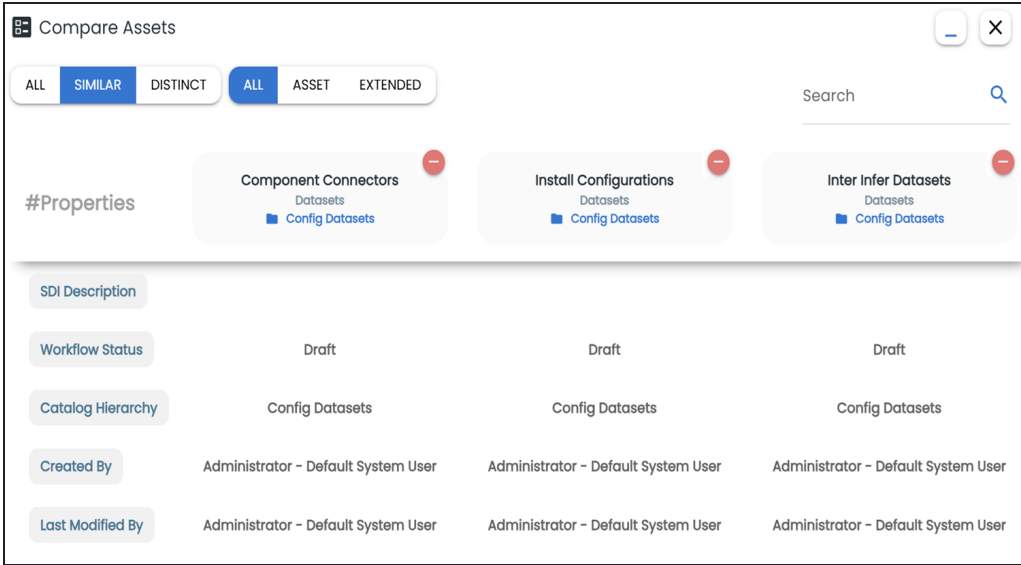 Compare Assets
ALL SIMILAR DISTINCT ALL ASSET EXTENDED
Search
#Properties
Component Connectors
Datasets
Config Datasets
Install Configurations
Datasets
Config Datasets
Inter Infer Datasets
Datasets
Config Datasets
SDI Description
Workflow Status Draft Draft Draft
Catalog Hierarchy Config Datasets Config Datasets Config Datasets
Created By Administrator - Default System User Administrator - Default System User Administrator - Default System User
Last Modified By Administrator - Default System User Administrator - Default System User Administrator - Default System User